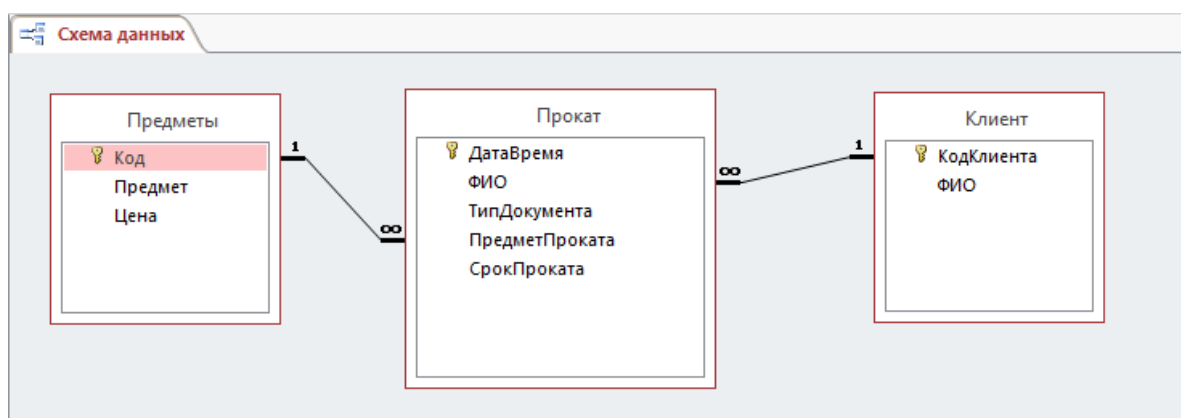 Схема данных
Предметы
Код
Предмет
Цена
1
∞
Прокат
ДатаВремя
ФИО
ТипДокумента
ПредметПроката
СрокПроката
∞
1
Клиент
КодКлиента
ФИО